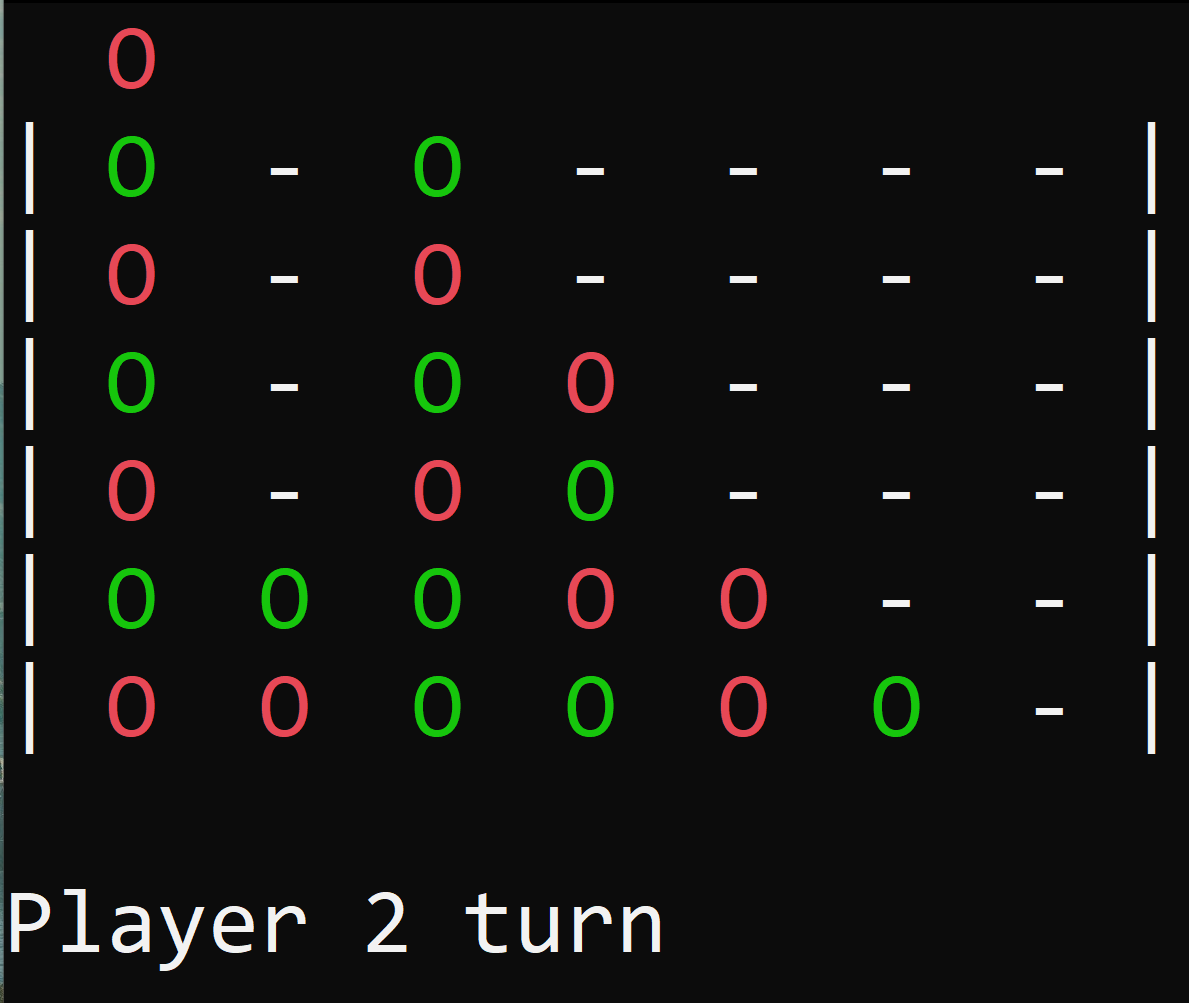 O
| O - O - - - - |
| O - O - - - - |
| O - O O - - - |
| O - O O - - - |
| O O O O O - - |
| O O O O O O - |
Player 2 turn